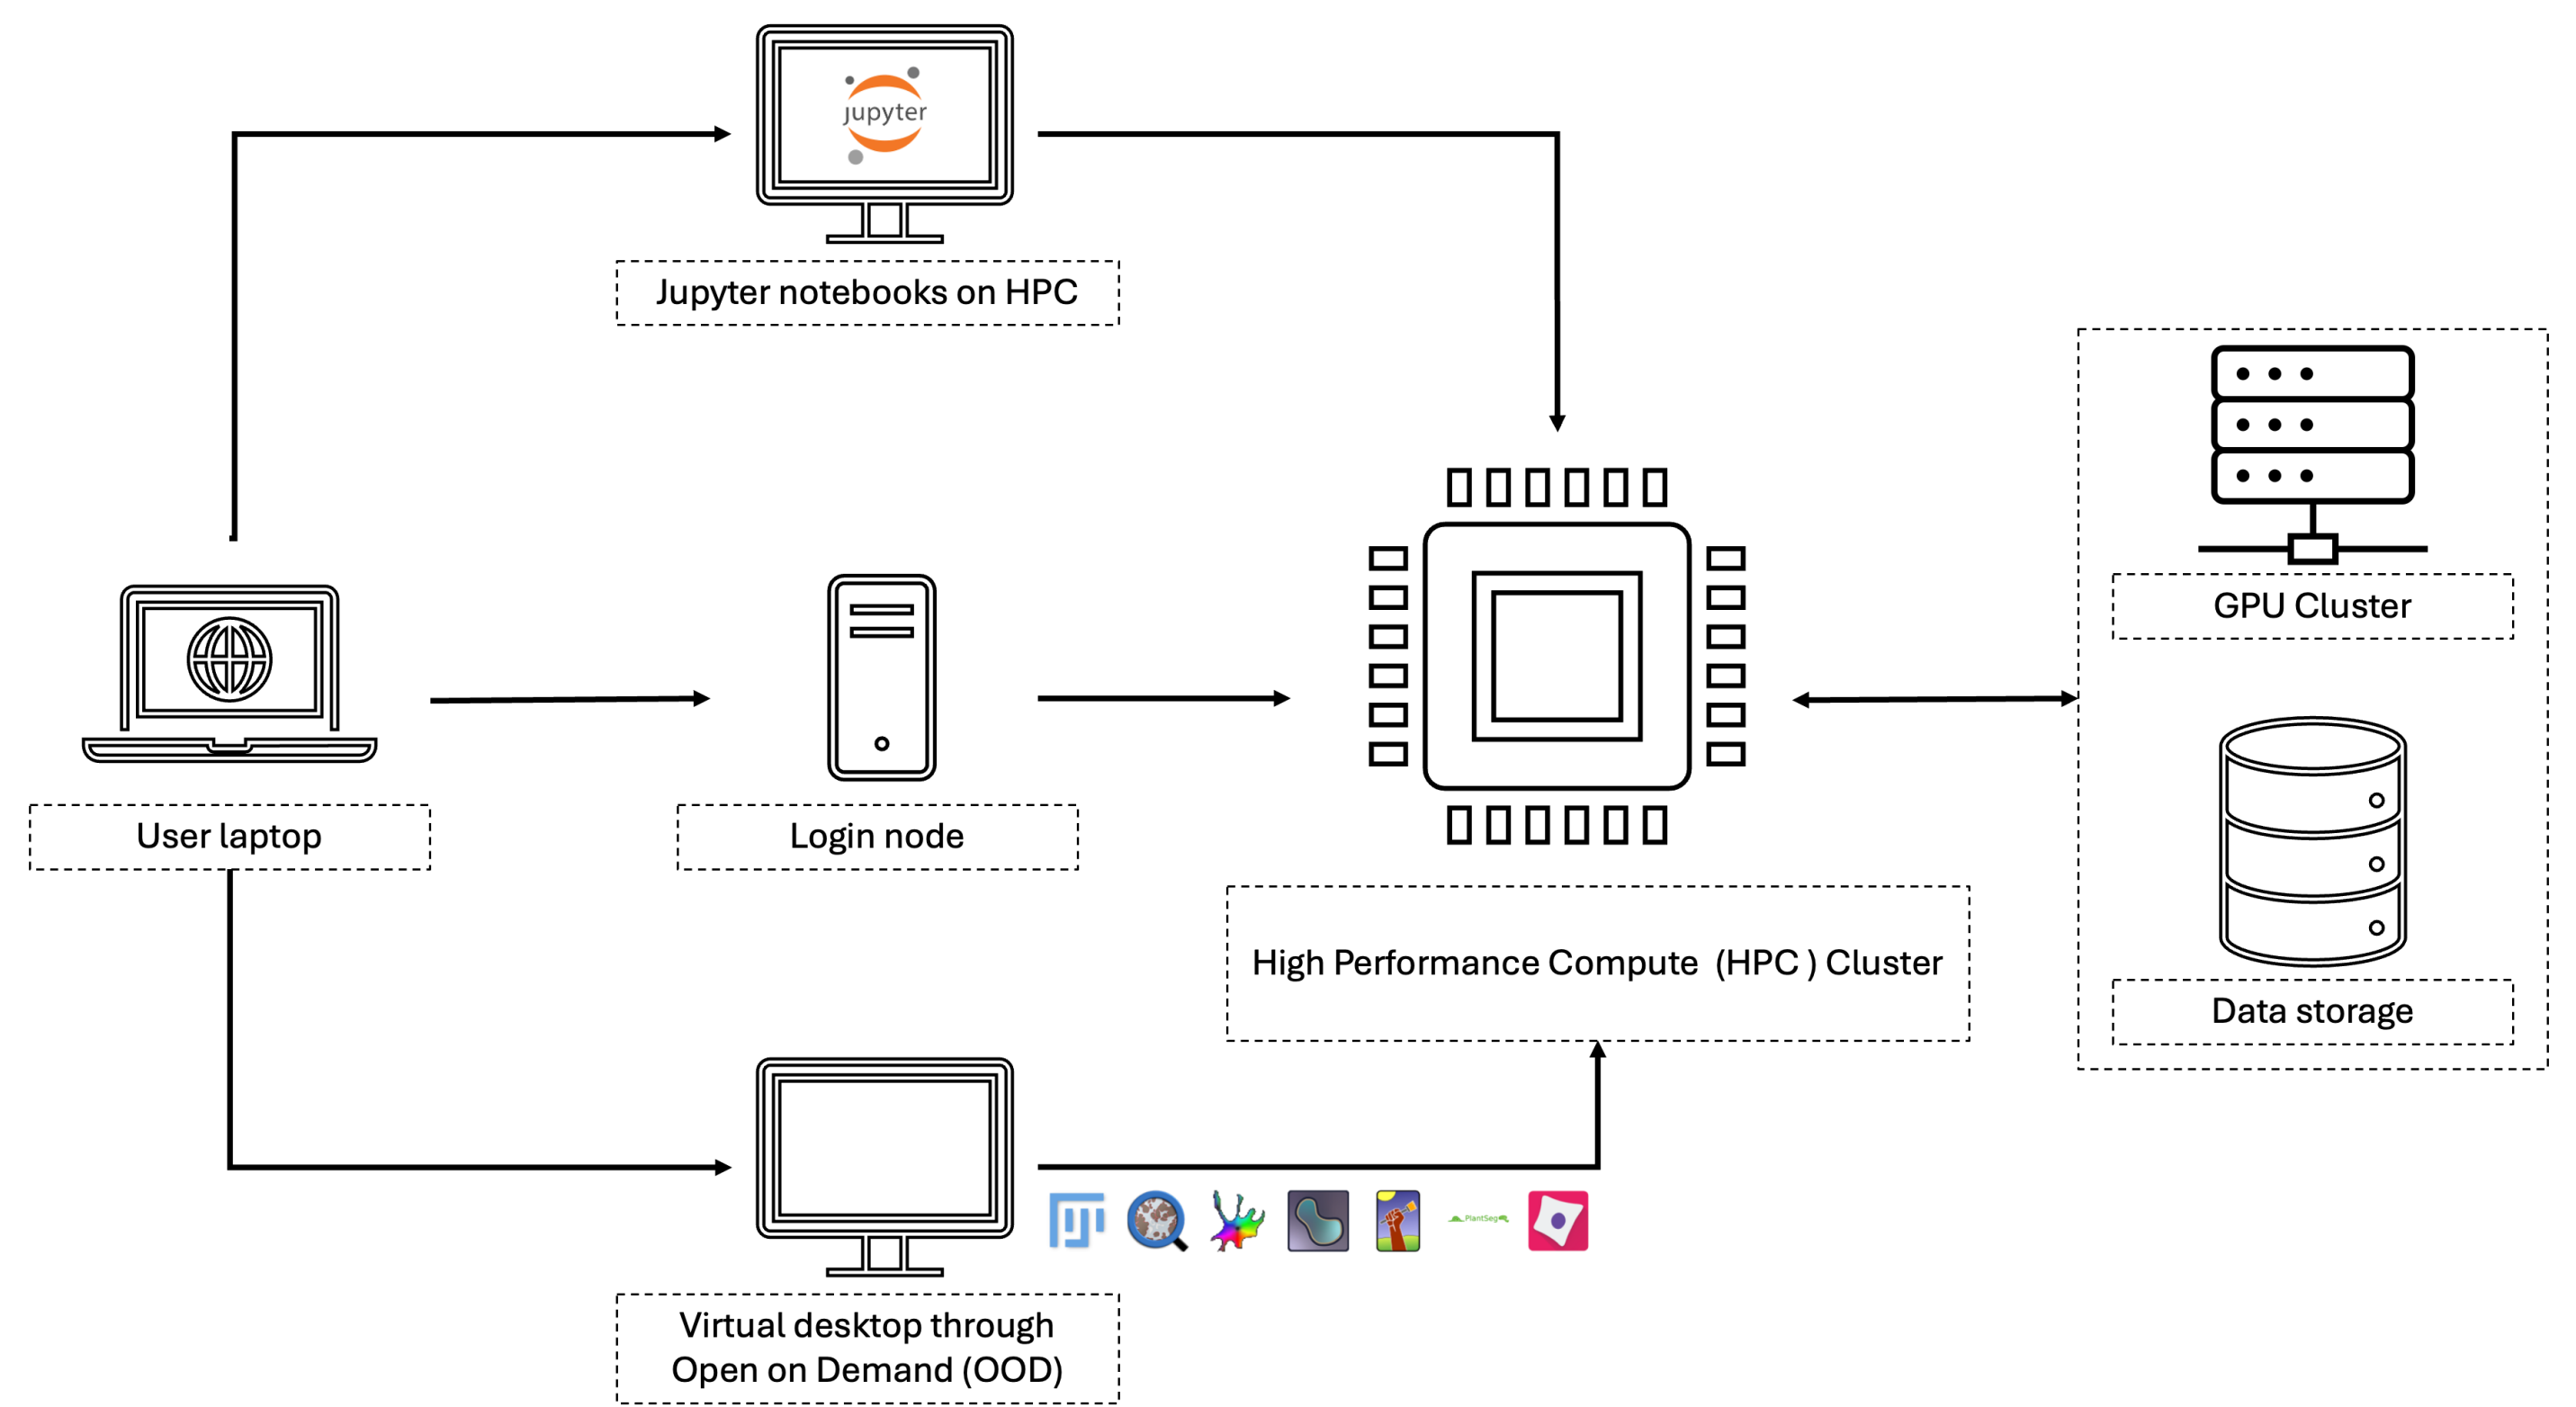 jupyter
Jupyter notebooks on HPC
GPU Cluster
User laptop
Login node
High Performance Compute (HPC ) Cluster
Data storage
PlantSeg
Virtual desktop through
Open on Demand (OOD)